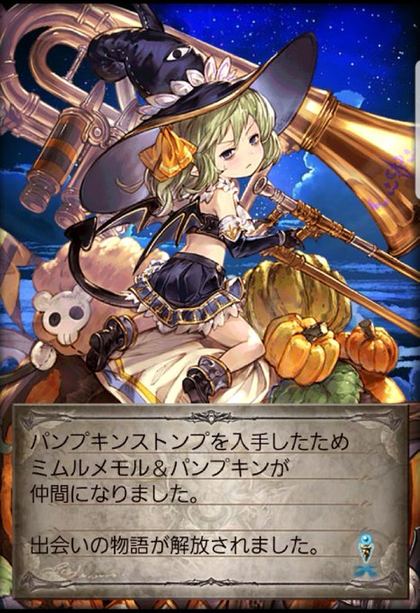 パンプキンストンプを入手したため
ミムルメモル＆パンプキンが
仲間になりました。
出会いの物語が解放されました。